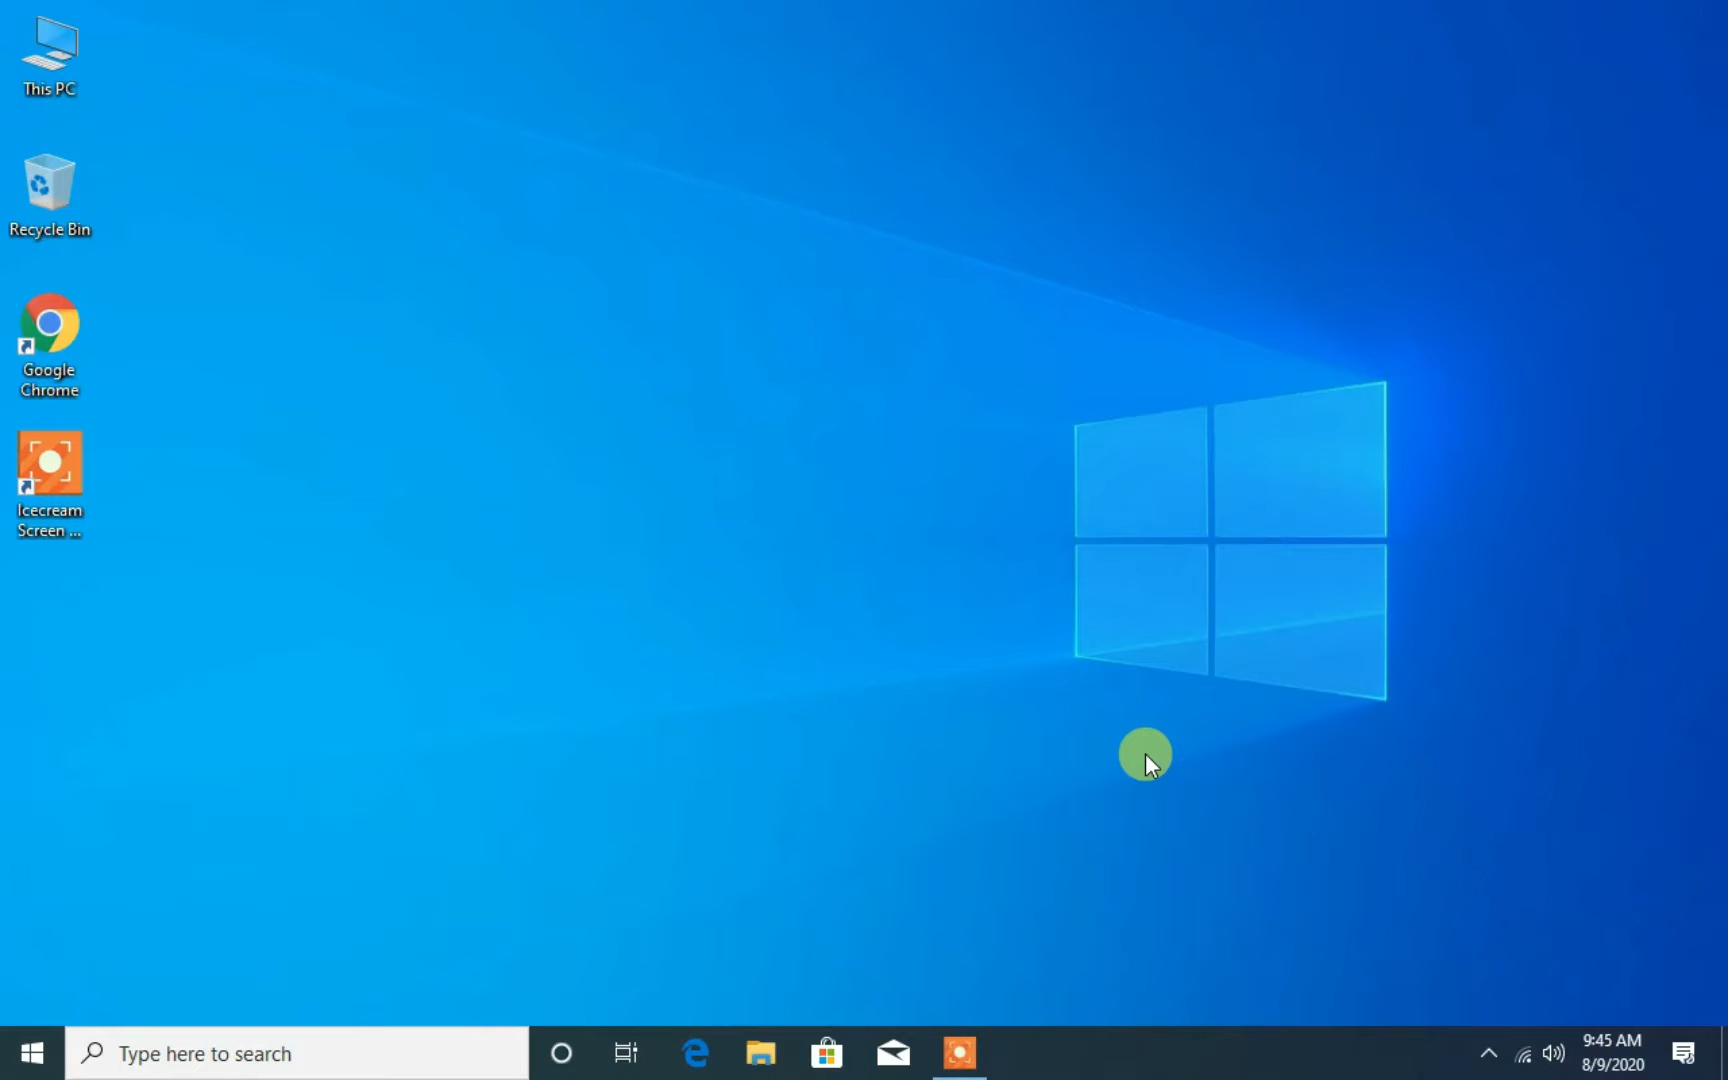 This PC
Recycle Bin
Google
Chrome
Icecream
Screen ...
Type here to search
9:45 AM
8/9/2020